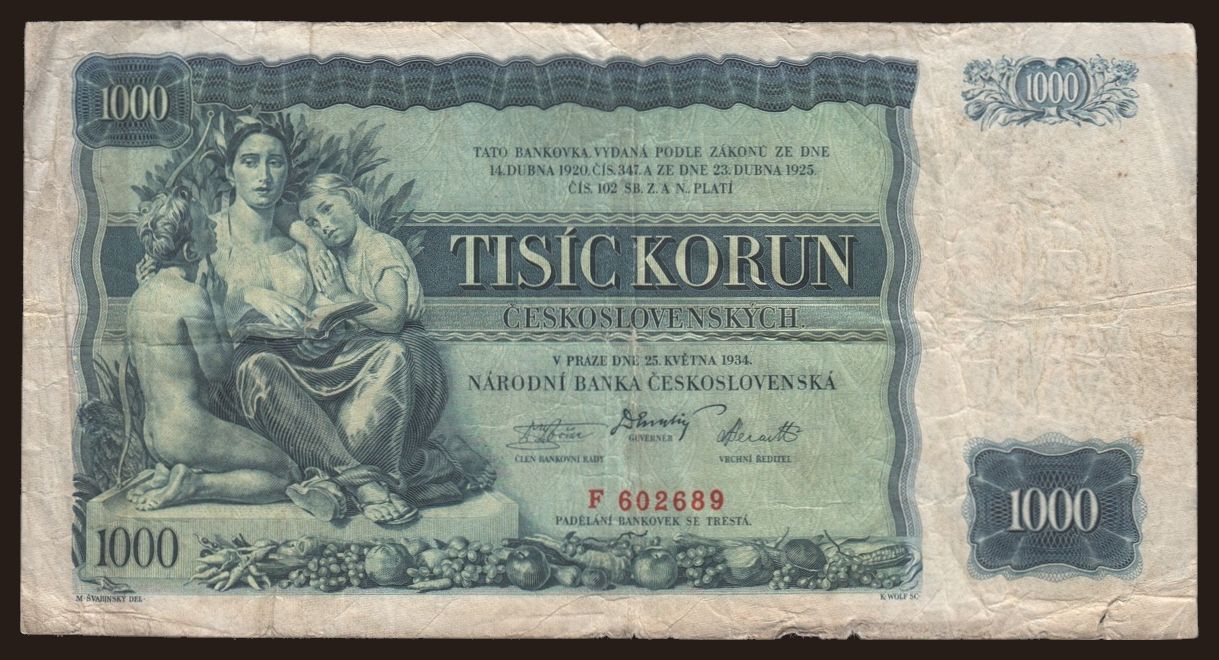 1000
1000
TATO BANKOVKA, VYDANÁ PODLE ZÁKONŮ ZE DNE
14. DUBNA 1920, ČÍS. 347. A ZE DNE 23. DUBNA 1925,
ČÍS. 102 SB. Z. A N., PLATÍ
TISÍC KORUN
ČESKOSLOVENSKÝCH.
V PRAZE DNE 25. KVĚTNA 1934.
NÁRODNÍ BANKA ČESKOSLOVENSKÁ
ČLEN BANKOVNÍ RADY
GUVERNÉR
VRCHNÍ ŘEDITEL
F 602689
PADĚLÁNÍ BANKOVEK SE TRESTÁ.
1000
1000
M. ŠVABINSKÝ DEL.
K. WOLF SC.